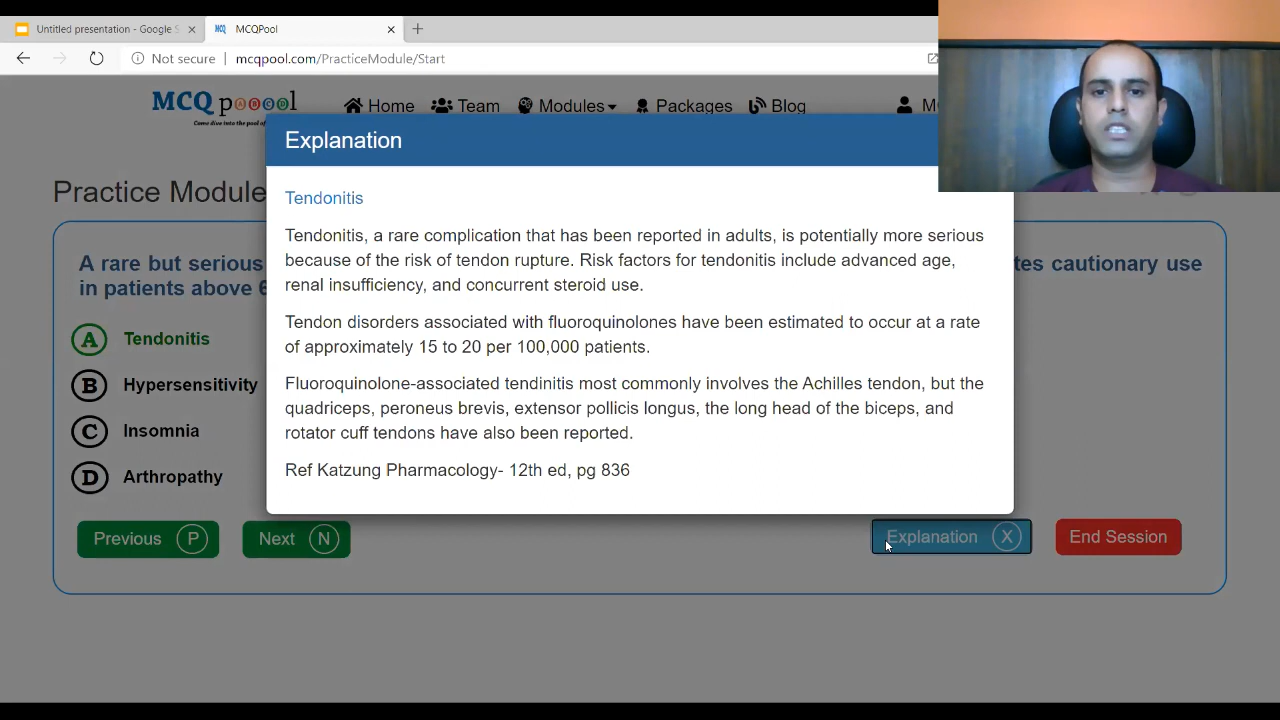 Untitled presentation - Google S
MCQ MCQPool
Not secure mcqpool.com/PracticeModule/Start
MCQ pooool
Home Team Modules Packages Blog
Explanation
Practice Module
Tendonitis
Tendonitis, a rare complication that has been reported in adults, is potentially more serious
because of the risk of tendon rupture. Risk factors for tendonitis include advanced age,
renal insufficiency, and concurrent steroid use.
Tendon disorders associated with fluoroquinolones have been estimated to occur at a rate
of approximately 15 to 20 per 100,000 patients.
Fluoroquinolone-associated tendinitis most commonly involves the Achilles tendon, but the
quadriceps, peroneus brevis, extensor pollicis longus, the long head of the biceps, and
rotator cuff tendons have also been reported.
Ref Katzung Pharmacology- 12th ed, pg 836
A rare but serious tes cautionary use
in patients above 6
A Tendonitis
B Hypersensitivity
C Insomnia
D Arthropathy
Previous P Next N Explanation X End Session